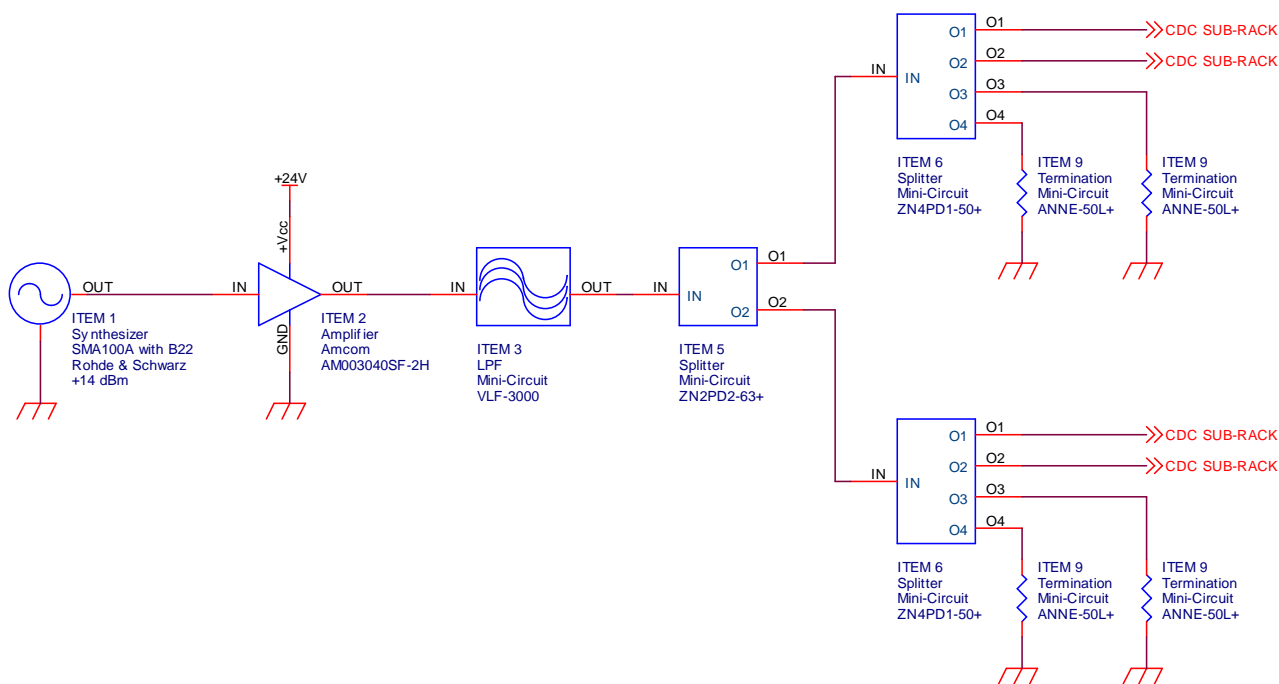 O1
O1
CDC SUB-RACK
O2
O2
CDC SUB-RACK
IN
IN
O3
O3
O4
O4
ITEM 6
Splitter
Mini-Circuit
ZN4PD1-50+
ITEM 9
Termination
Mini-Circuit
ANNE-50L+
ITEM 9
Termination
Mini-Circuit
ANNE-50L+
+24V
+Vcc
GND
OUT
ITEM 1
Synthesizer
SMA100A with B22
Rohde & Schwarz
+14 dBm
IN
OUT
ITEM 2
Amplifier
Amcom
AM003040SF-2H
IN
OUT
ITEM 3
LPF
Mini-Circuit
VLF-3000
IN
IN
O1
O1
O2
O2
ITEM 5
Splitter
Mini-Circuit
ZN2PD2-63+
O1
O1
CDC SUB-RACK
O2
O2
CDC SUB-RACK
IN
IN
O3
O3
O4
O4
ITEM 6
Splitter
Mini-Circuit
ZN4PD1-50+
ITEM 9
Termination
Mini-Circuit
ANNE-50L+
ITEM 9
Termination
Mini-Circuit
ANNE-50L+